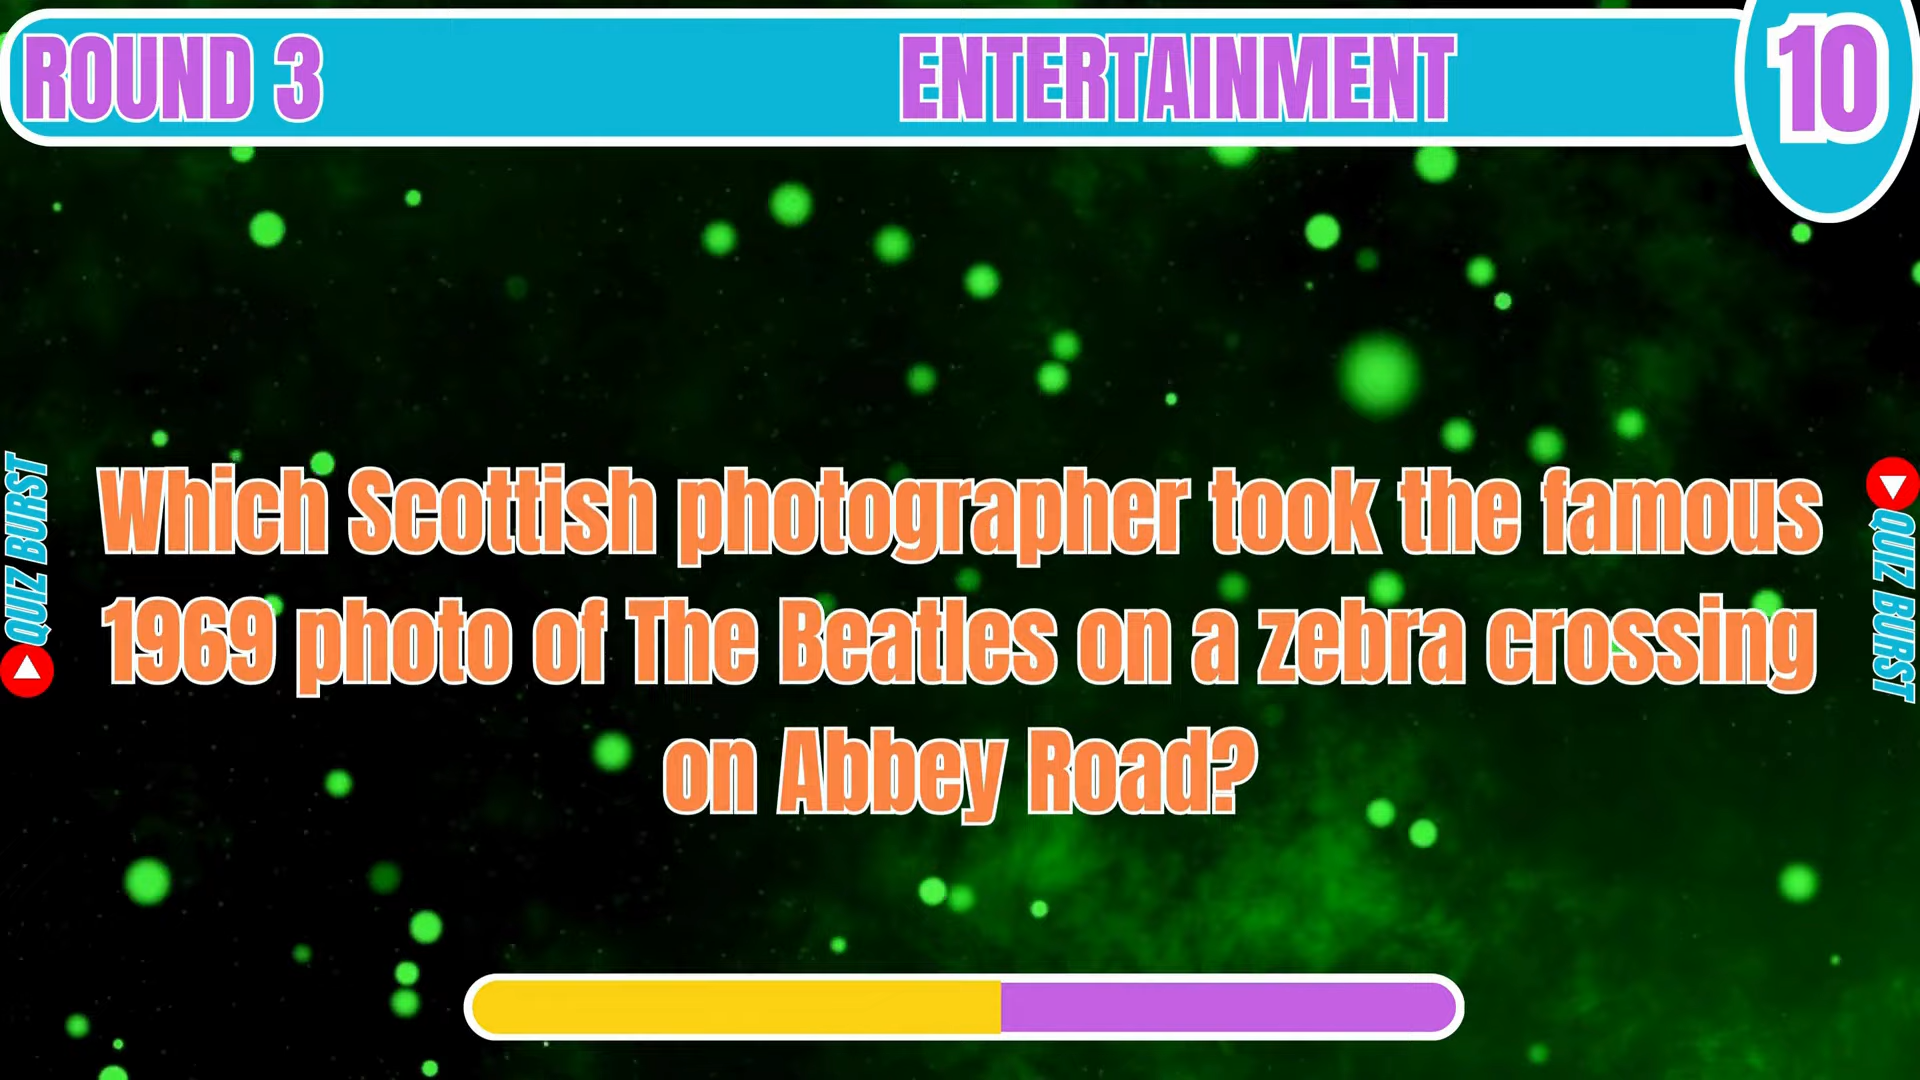 ROUND 3
ENTERTAINMENT
10
Which Scottish photographer took the famous
1969 photo of The Beatles on a zebra crossing
on Abbey Road?
QUIZ BURST
QUIZ BURST